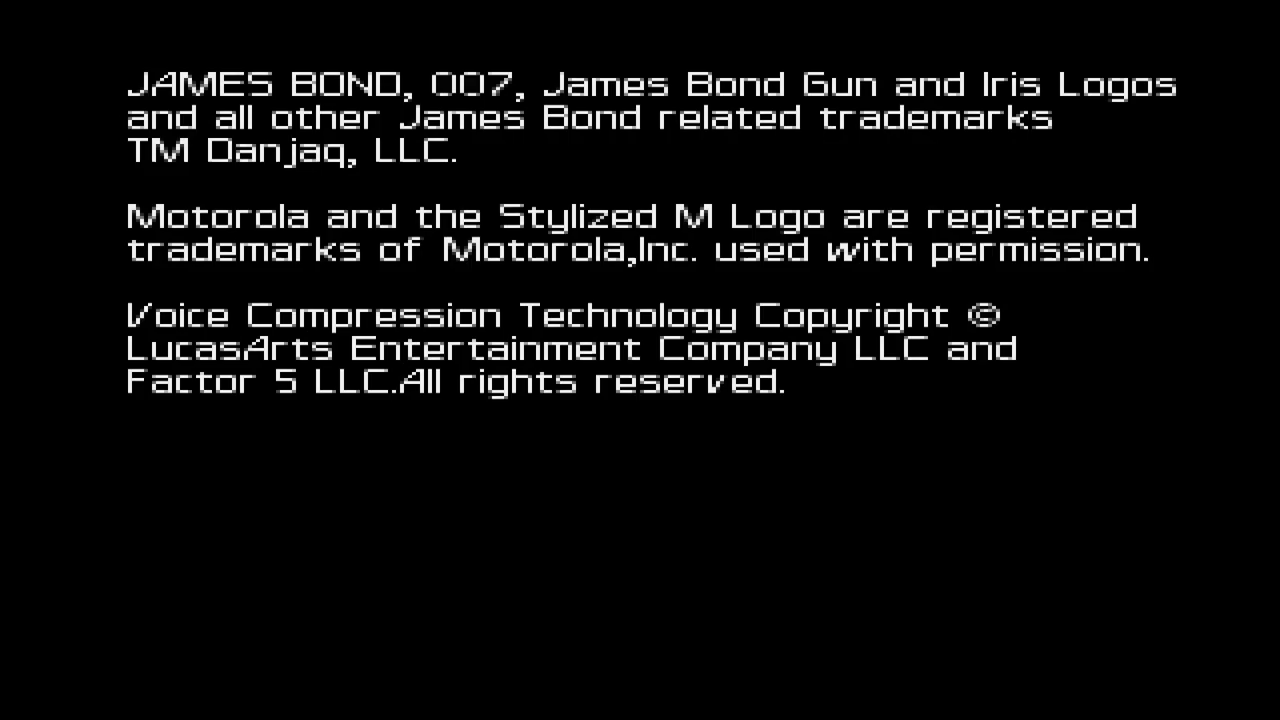 JAMES BOND, 007, James Bond Gun and Iris Logos
and all other James Bond related trademarks
TM Danjaq, LLC.
Motorola and the Stylized M Logo are registered
trademarks of Motorola,Inc. used with permission.
Voice Compression Technology Copyright ©
LucasArts Entertainment Company LLC and
Factor 5 LLC.All rights reserved.